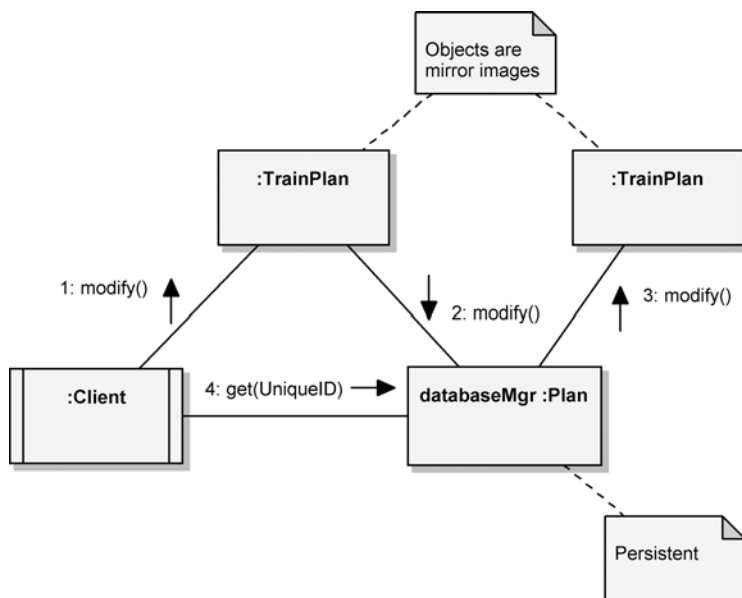 Objects are
mirror images
:TrainPlan
:TrainPlan
1: modify()
2: modify()
3: modify()
:Client
4: get(UniqueID)
databaseMgr :Plan
Persistent